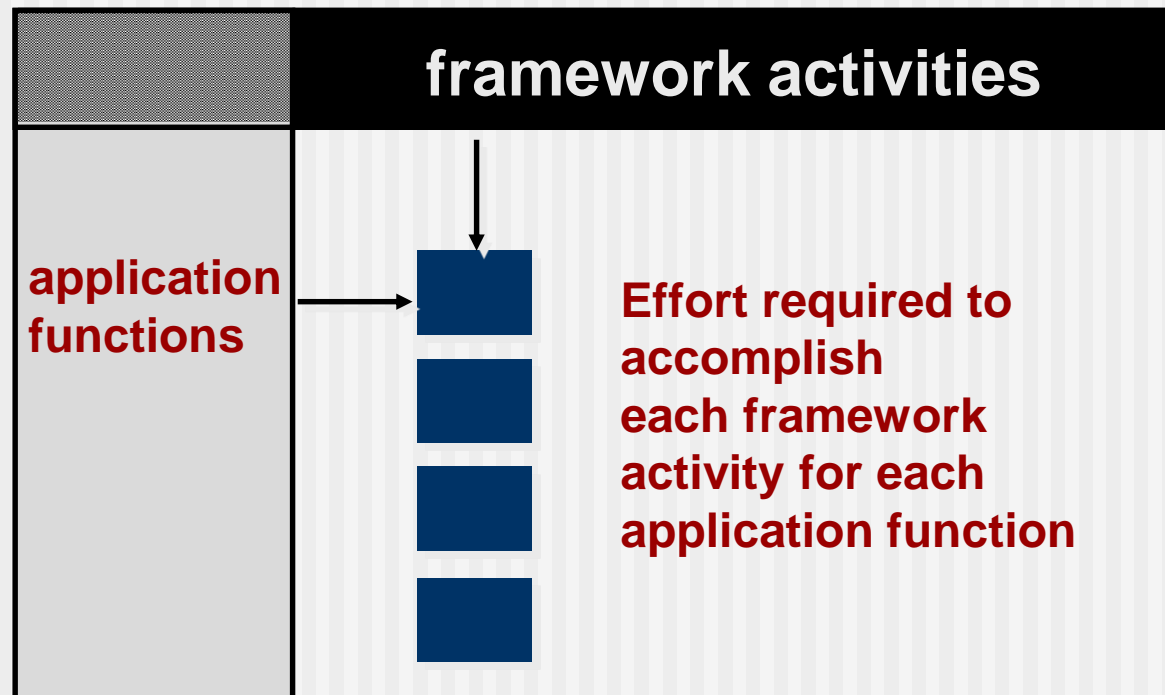 framework activities
application
functions
Effort required to
accomplish
each framework
activity for each
application function